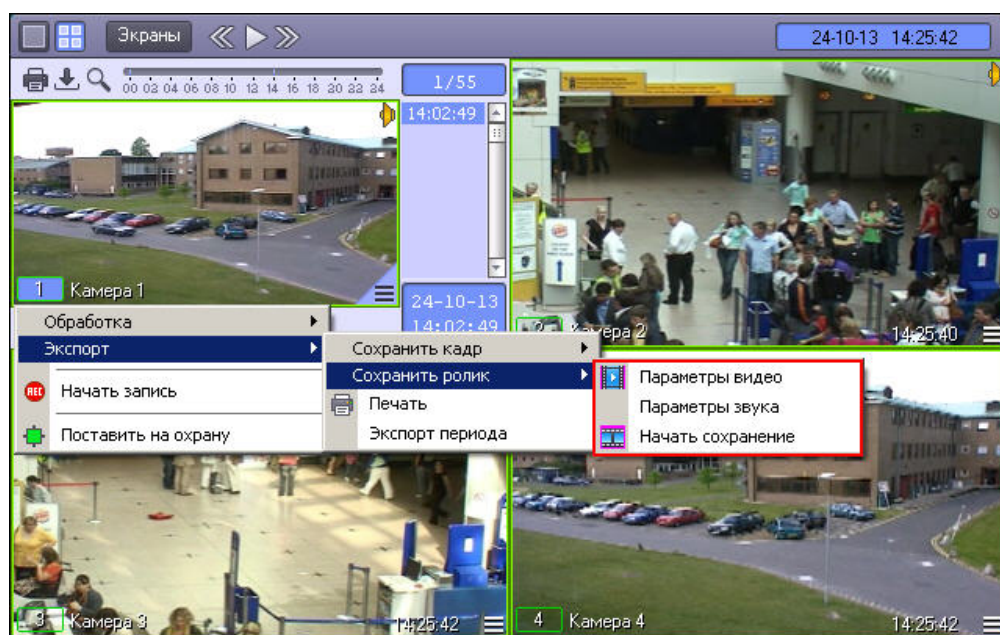 Экраны
24-10-13 14:25:42
00 02 04 06 08 10 12 14 16 18 20 22 24
1/55
14:02:49
1 Камера 1
24-10-13
14:02:49
2 Камера 2
14:25:40
Обработка
Экспорт
REC Начать запись
Поставить на охрану
Сохранить кадр
Сохранить ролик
Печать
Экспорт периода
Параметры видео
Параметры звука
Начать сохранение
3 Камера 3
14:25:42
4 Камера 4
14:25:42